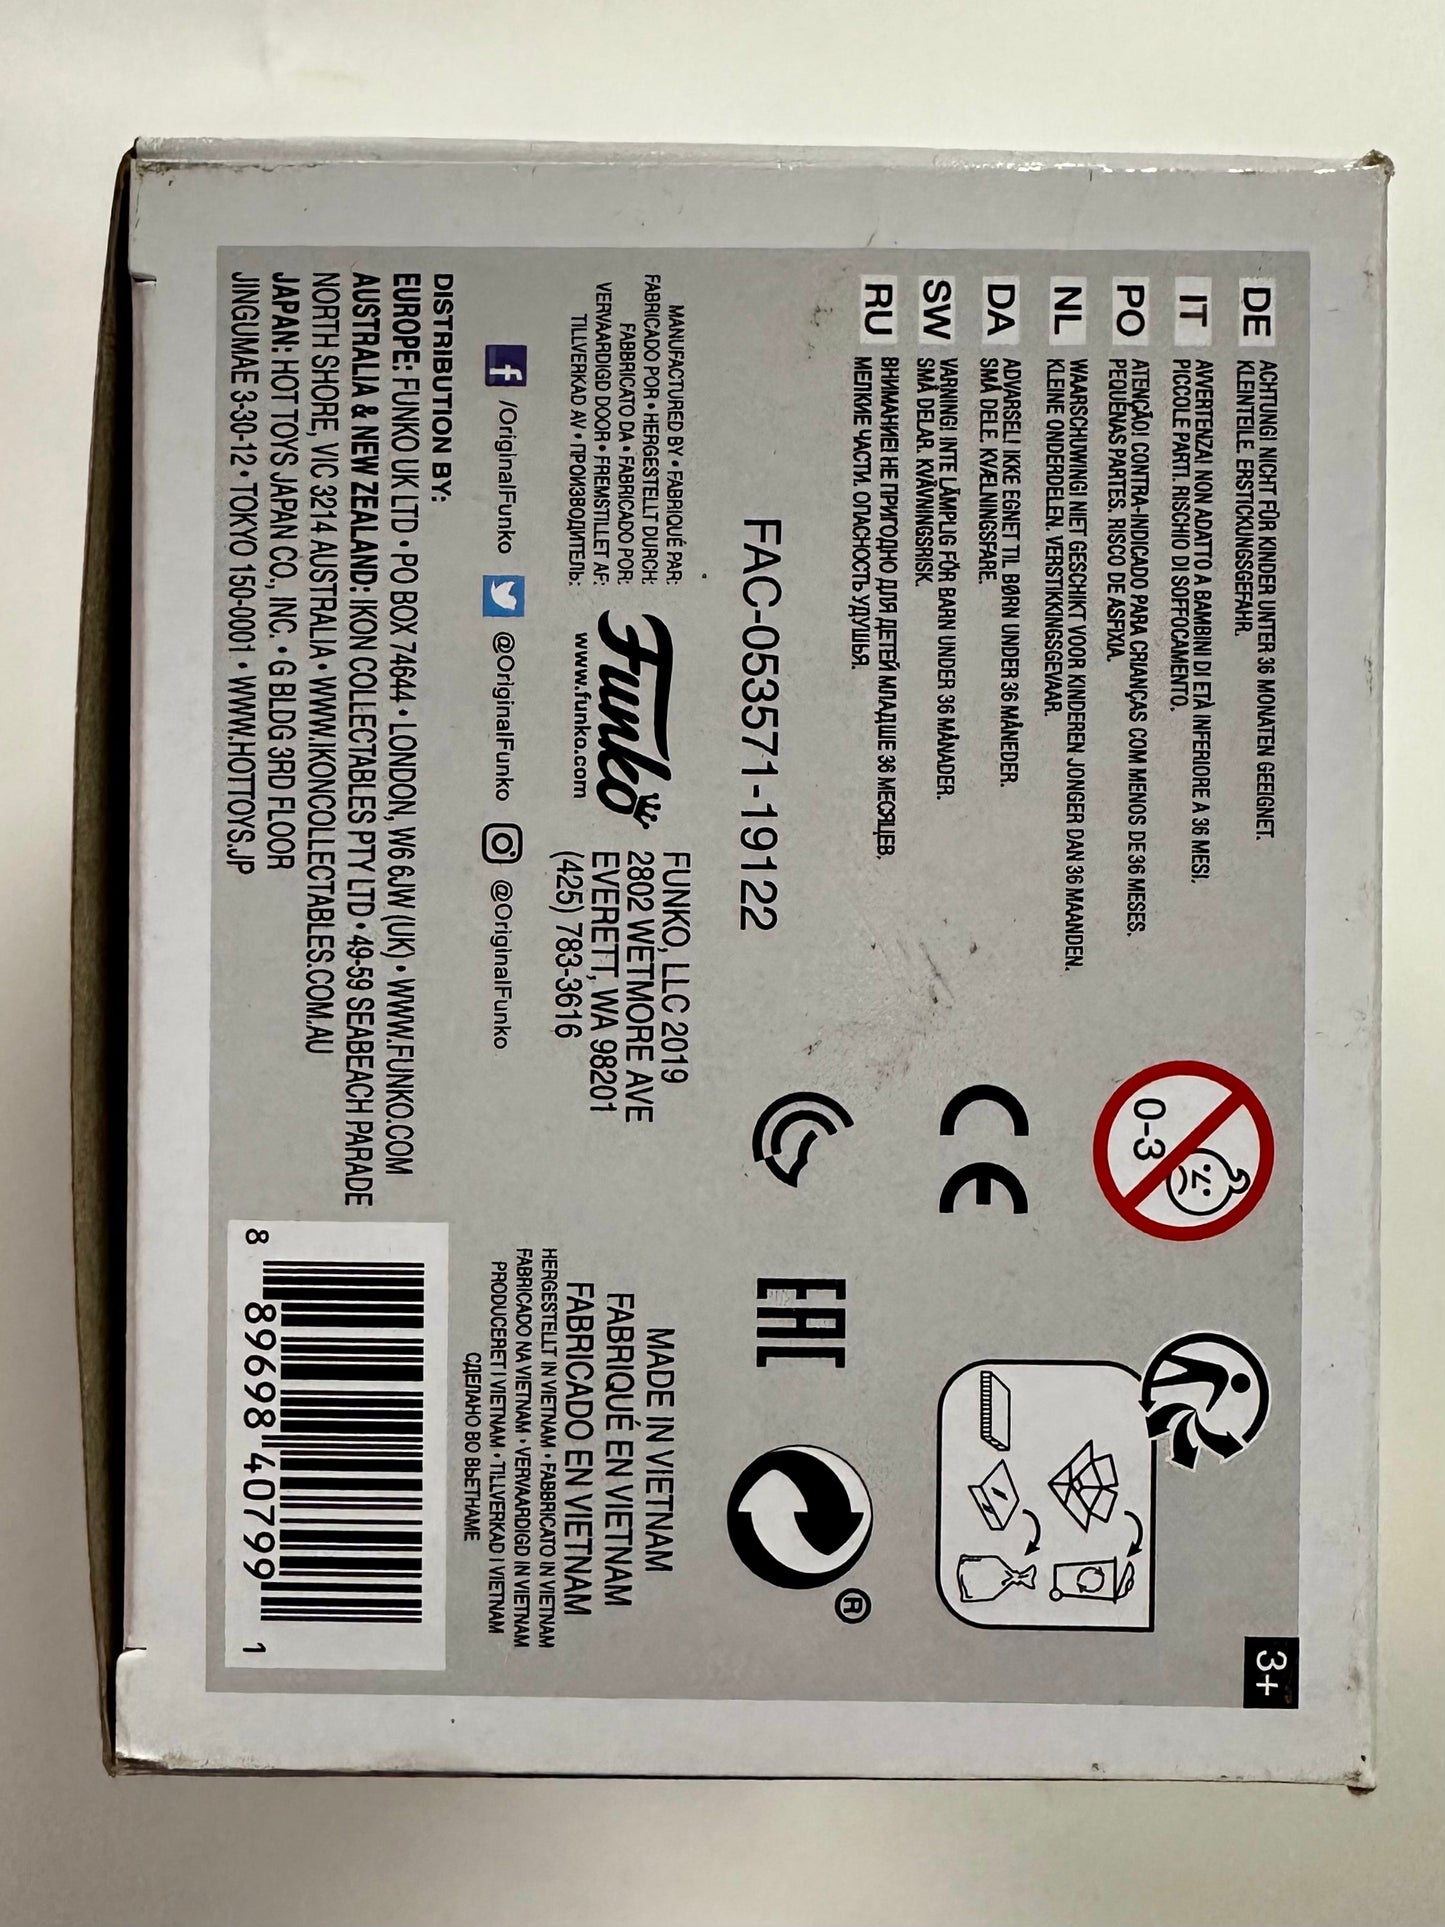 DE ACHTUNG! NICHT FÜR KINDER UNTER 36 MONATEN GEEIGNET.
KLEINTEILE. ERSTICKUNGSGEFAHR.
IT AVVERTENZA! NON ADATTO A BAMBINI DI ETÀ INFERIORE A 36 MESI.
PICCOLE PARTI. RISCHIO DI SOFFOCAMENTO.
PO ATENÇÃO! CONTRA-INDICADO PARA CRIANÇAS COM MENOS DE 36 MESES.
PEQUENAS PARTES. RISCO DE ASFIXIA.
NL WAARSCHUWING! NIET GESCHIKT VOOR KINDEREN JONGER DAN 36 MAANDEN.
KLEINE ONDERDELEN. VERSTIKKINGSGEVAAR.
DA ADVARSEL! IKKE EGNET TIL BØRN UNDER 36 MÅNEDER.
SMÅ DELE. KVÆLNINGSFARE.
SW VARNING! INTE LÄMPLIG FÖR BARN UNDER 36 MÅNADER.
SMÅ DELAR. KVÄVNINGSRISK.
RU ВНИМАНИЕ! НЕ ПРИГОДНО ДЛЯ ДЕТЕЙ МЛАДШЕ 36 МЕСЯЦЕВ.
МЕЛКИЕ ЧАСТИ. ОПАСНОСТЬ УДУШЬЯ.
0-3
3+
CE
FAC-053571-19122
EAC
®
MANUFACTURED BY • FABRIQUÉ PAR:
FABRICADO POR • HERGESTELLT DURCH:
FABBRICATO DA • FABRICADO POR:
VERVAARDIGD DOOR • FREMSTILLET AF:
TILLVERKAD AV • ПРОИЗВОДИТЕЛЬ:
Funko
www.funko.com
FUNKO, LLC 2019
2802 WETMORE AVE
EVERETT, WA 98201
(425) 783-3616
MADE IN VIETNAM
FABRIQUÉ EN VIETNAM
FABRICADO EN VIETNAM
HERGESTELLT IN VIETNAM • FABBRICATO IN VIETNAM
FABRICADO NA VIETNAM • VERVAARDIGD IN VIETNAM
PRODUCERET I VIETNAM • TILLVERKAD I VIETNAM
СДЕЛАНО ВО ВЬЕТНАМЕ
/OriginalFunko @OriginalFunko @OriginalFunko
DISTRIBUTION BY:
EUROPE: FUNKO UK LTD • PO BOX 74644 • LONDON, W6 6JW (UK) • WWW.FUNKO.COM
AUSTRALIA & NEW ZEALAND: IKON COLLECTABLES PTY LTD • 49-59 SEABEACH PARADE
NORTH SHORE, VIC 3214 AUSTRALIA • WWW.IKONCOLLECTABLES.COM.AU
JAPAN: HOT TOYS JAPAN CO., INC. • G BLDG 3RD FLOOR
JINGUMAE 3-30-12 • TOKYO 150-0001 • WWW.HOTTOYS.JP
8 89698 40799 1